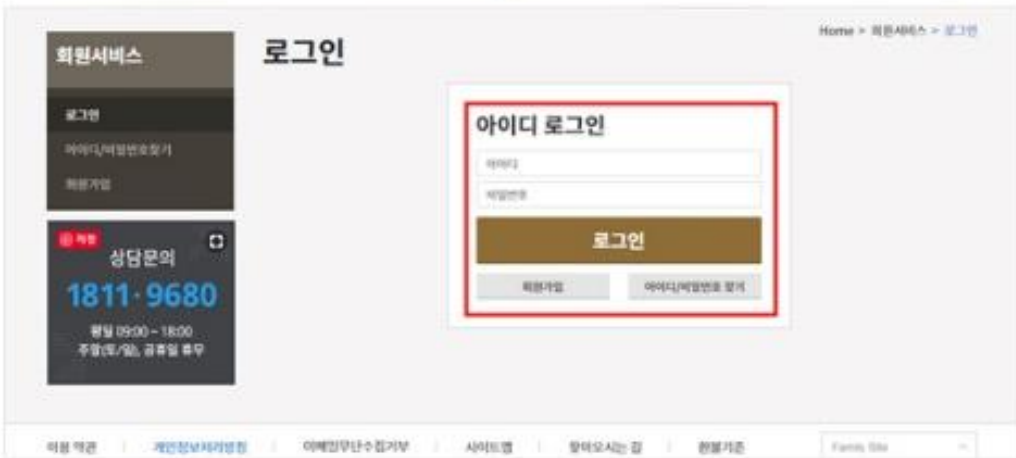 회원서비스
로그인
아이디/비밀번호찾기
회원가입
저장
상담문의
1811·9680
평일 09:00 ~ 18:00
주말(토/일), 공휴일 휴무
로그인
Home > 회원서비스 > 로그인
아이디 로그인
아이디
비밀번호
로그인
회원가입
아이디/비밀번호 찾기
이용 약관
개인정보처리방침
이메일무단수집거부
사이트맵
찾아오시는 길
환불기준
Family Site